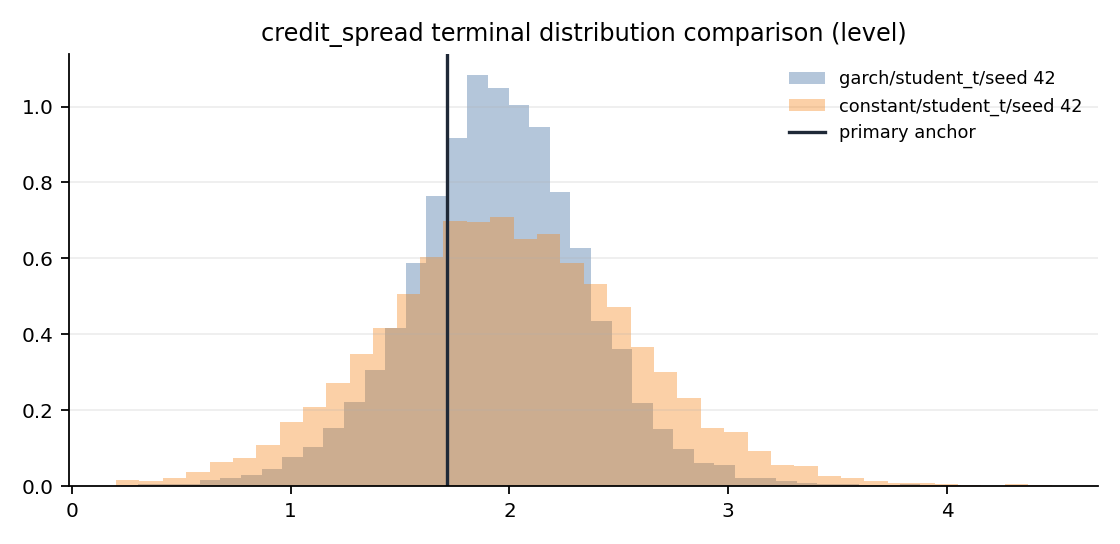 credit_spread terminal distribution comparison (level)
garch/student_t/seed 42
constant/student_t/seed 42
primary anchor
1.0
0.8
0.6
0.4
0.2
0.0
0 1 2 3 4